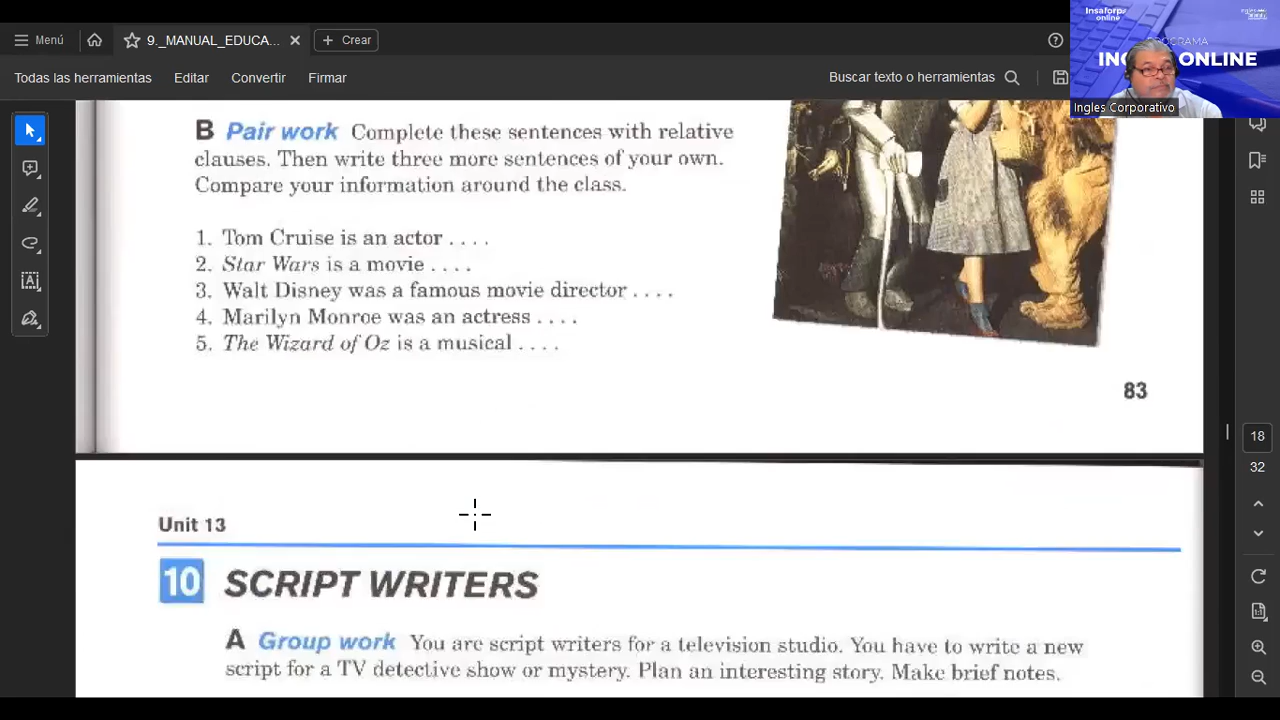 Menú
9._MANUAL_EDUCA...
Crear
Todas las herramientas
Editar
Convertir
Firmar
Buscar texto o herramientas
Insaforp
online
ONLINE
Ingles Corporativo
B Pair work Complete these sentences with relative
clauses. Then write three more sentences of your own.
Compare your information around the class.
1. Tom Cruise is an actor . . . .
2. Star Wars is a movie . . . .
3. Walt Disney was a famous movie director . . . .
4. Marilyn Monroe was an actress . . . .
5. The Wizard of Oz is a musical . . . .
83
18
32
Unit 13
10 SCRIPT WRITERS
A Group work You are script writers for a television studio. You have to write a new
script for a TV detective show or mystery. Plan an interesting story. Make brief notes.